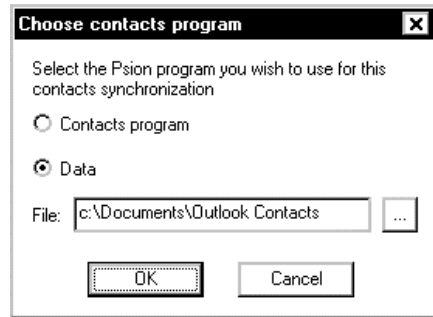 Choose contacts program
Select the Psion program you wish to use for this
contacts synchronization
Contacts program
Data
File: c:\Documents\Outlook Contacts ...
OK Cancel